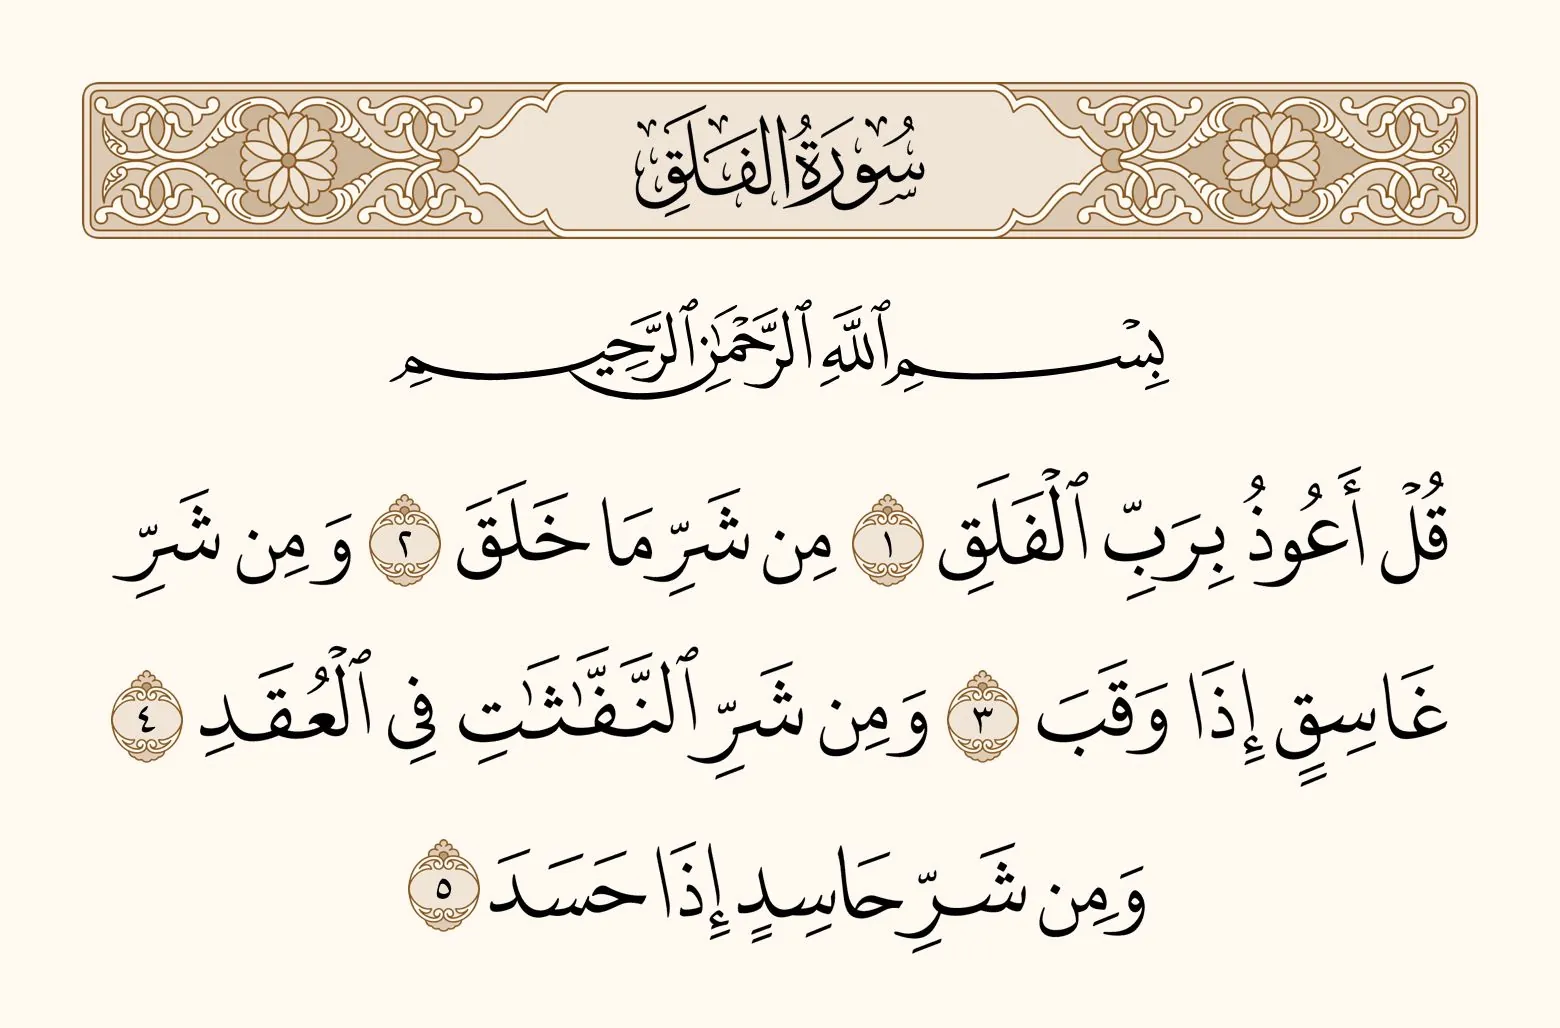 سُورَةُ الفَلَقِ
بِسْمِ ٱللَّهِ ٱلرَّحْمَٰنِ ٱلرَّحِيمِ
قُلْ أَعُوذُ بِرَبِّ ٱلْفَلَقِ ١ مِن شَرِّ مَا خَلَقَ ٢ وَمِن شَرِّ
غَاسِقٍ إِذَا وَقَبَ ٣ وَمِن شَرِّ ٱلنَّفَّٰثَٰتِ فِى ٱلْعُقَدِ ٤
وَمِن شَرِّ حَاسِدٍ إِذَا حَسَدَ ٥